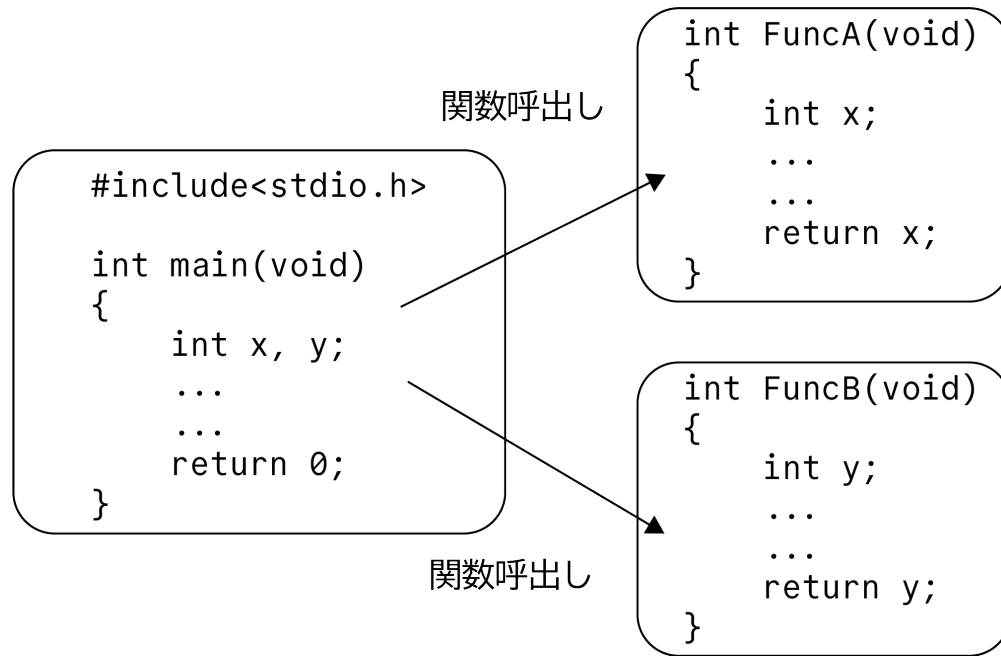 #include<stdio.h>
int main(void)
{
    int x, y;
    ...
    ...
    return 0;
}
関数呼出し
int FuncA(void)
{
    int x;
    ...
    ...
    return x;
}
関数呼出し
int FuncB(void)
{
    int y;
    ...
    ...
    return y;
}